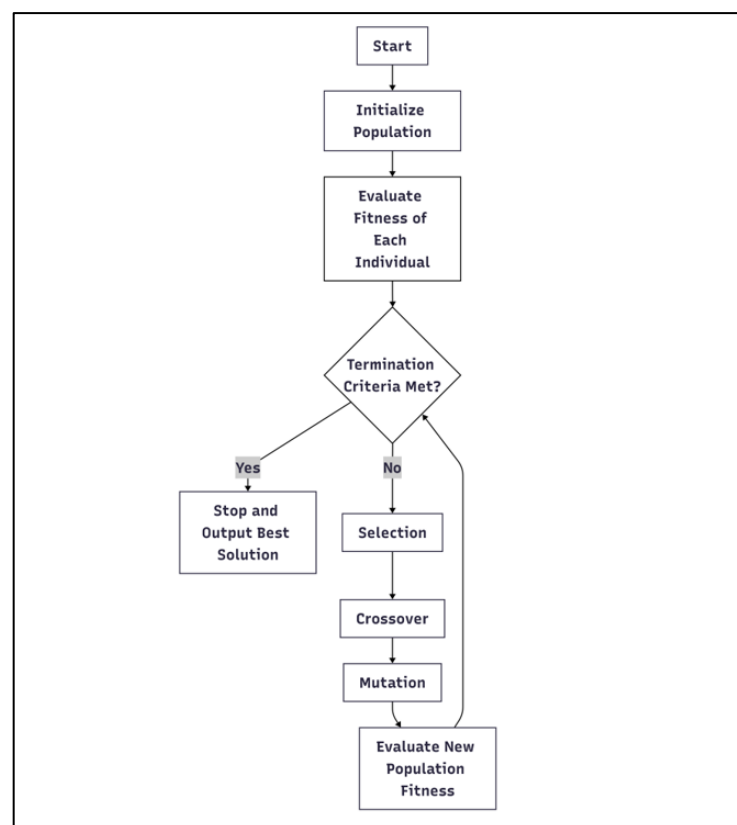 Start
Initialize
Population
Evaluate
Fitness of
Each
Individual
Termination
Criteria Met?
Yes
No
Stop and
Output Best
Solution
Selection
Crossover
Mutation
Evaluate New
Population
Fitness